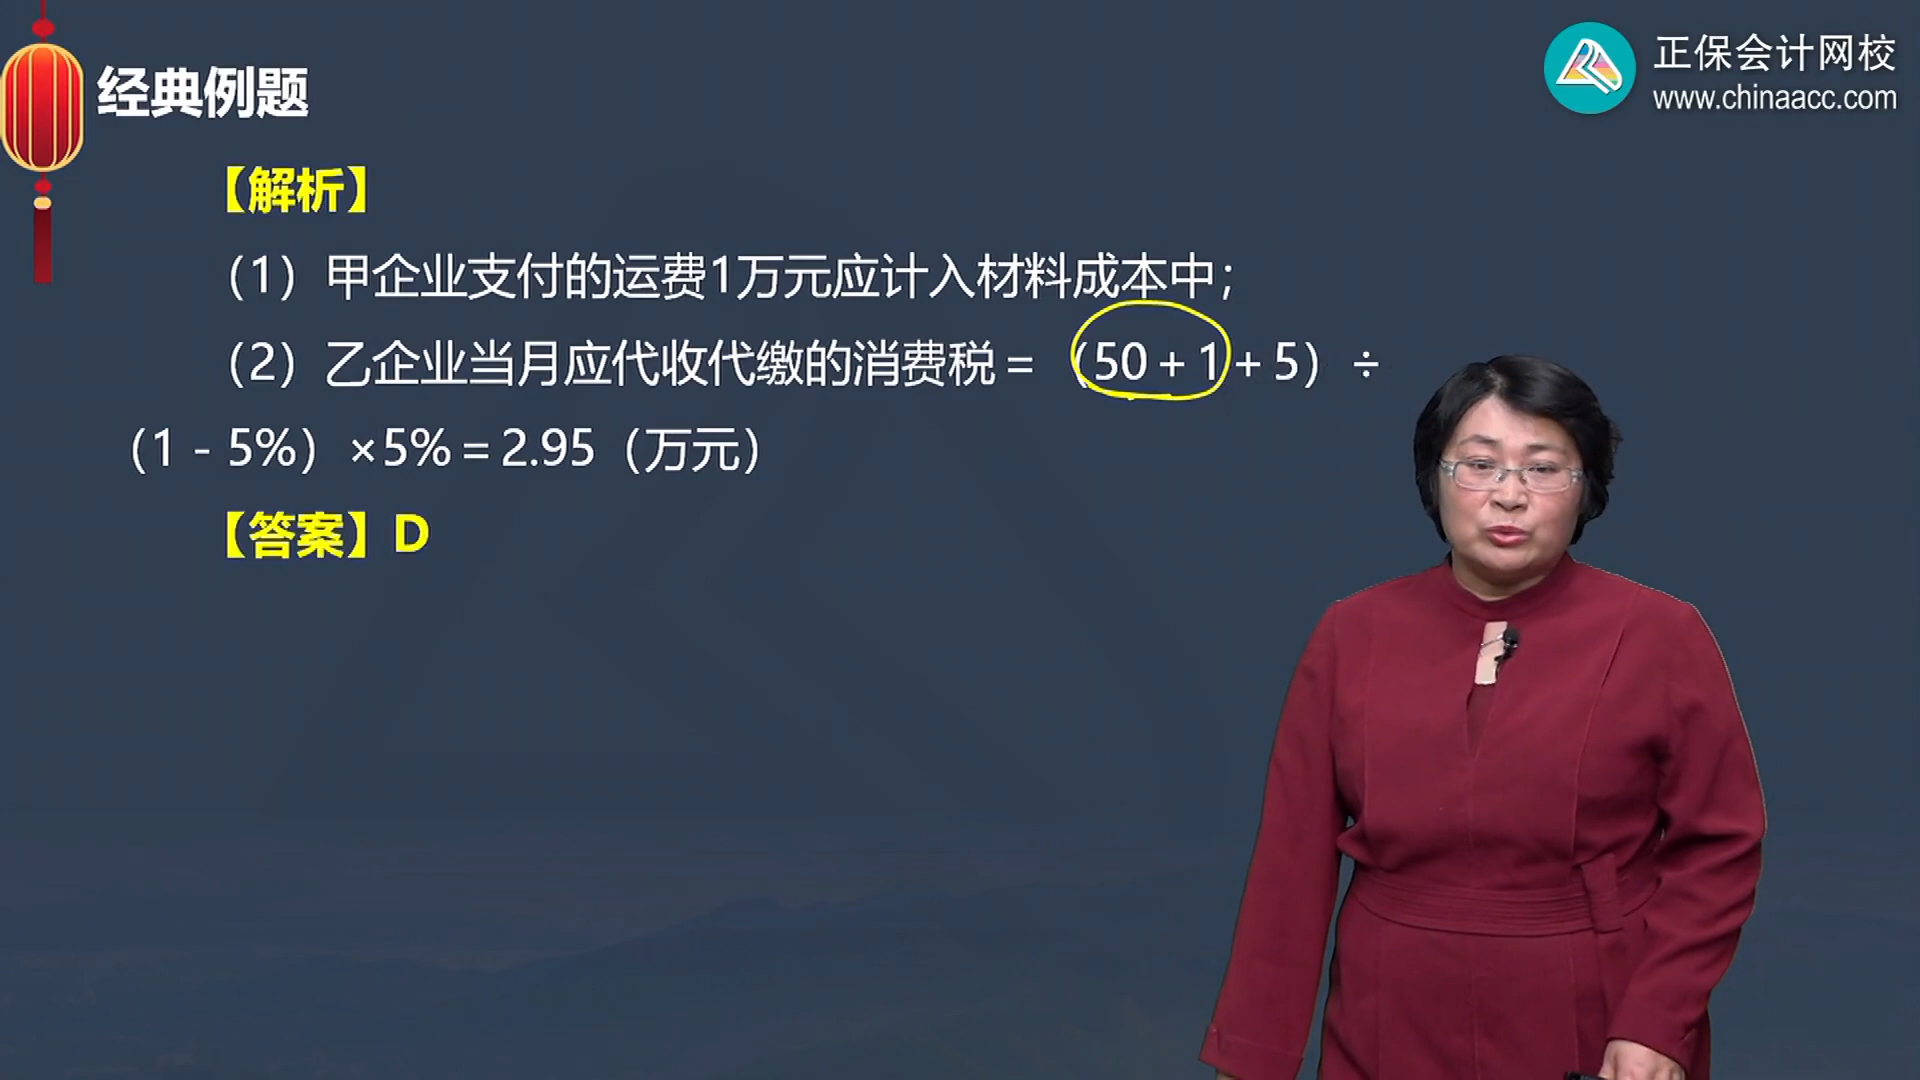 正保会计网校
www.chinaacc.com
经典例题
【解析】
（1）甲企业支付的运费1万元应计入材料成本中；
（2）乙企业当月应代收代缴的消费税＝（50＋1＋5）÷
（1－5%）×5%＝2.95（万元）
【答案】D